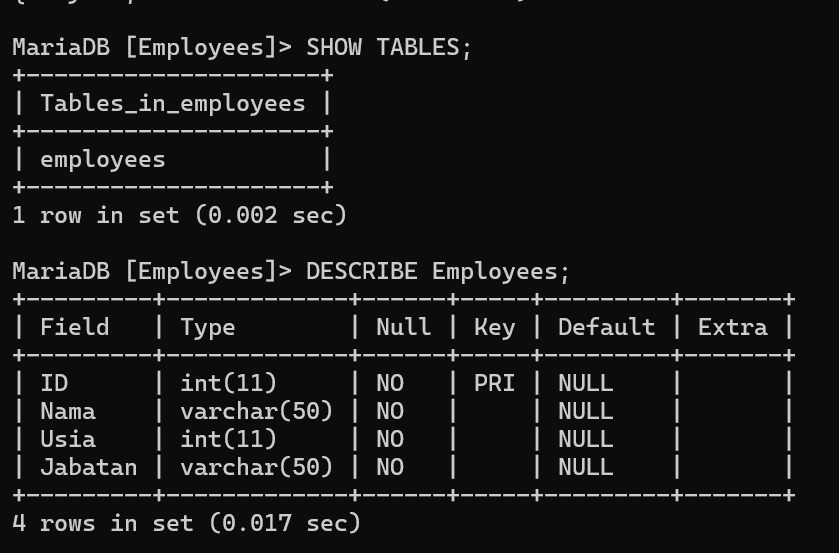 MariaDB [Employees]> SHOW TABLES;
+---------------------+
| Tables_in_employees |
+---------------------+
| employees           |
+---------------------+
1 row in set (0.002 sec)
MariaDB [Employees]> DESCRIBE Employees;
+---------+-------------+------+-----+---------+-------+
| Field   | Type        | Null | Key | Default | Extra |
+---------+-------------+------+-----+---------+-------+
| ID      | int(11)     | NO   | PRI | NULL    |       |
| Nama    | varchar(50) | NO   |     | NULL    |       |
| Usia    | int(11)     | NO   |     | NULL    |       |
| Jabatan | varchar(50) | NO   |     | NULL    |       |
+---------+-------------+------+-----+---------+-------+
4 rows in set (0.017 sec)